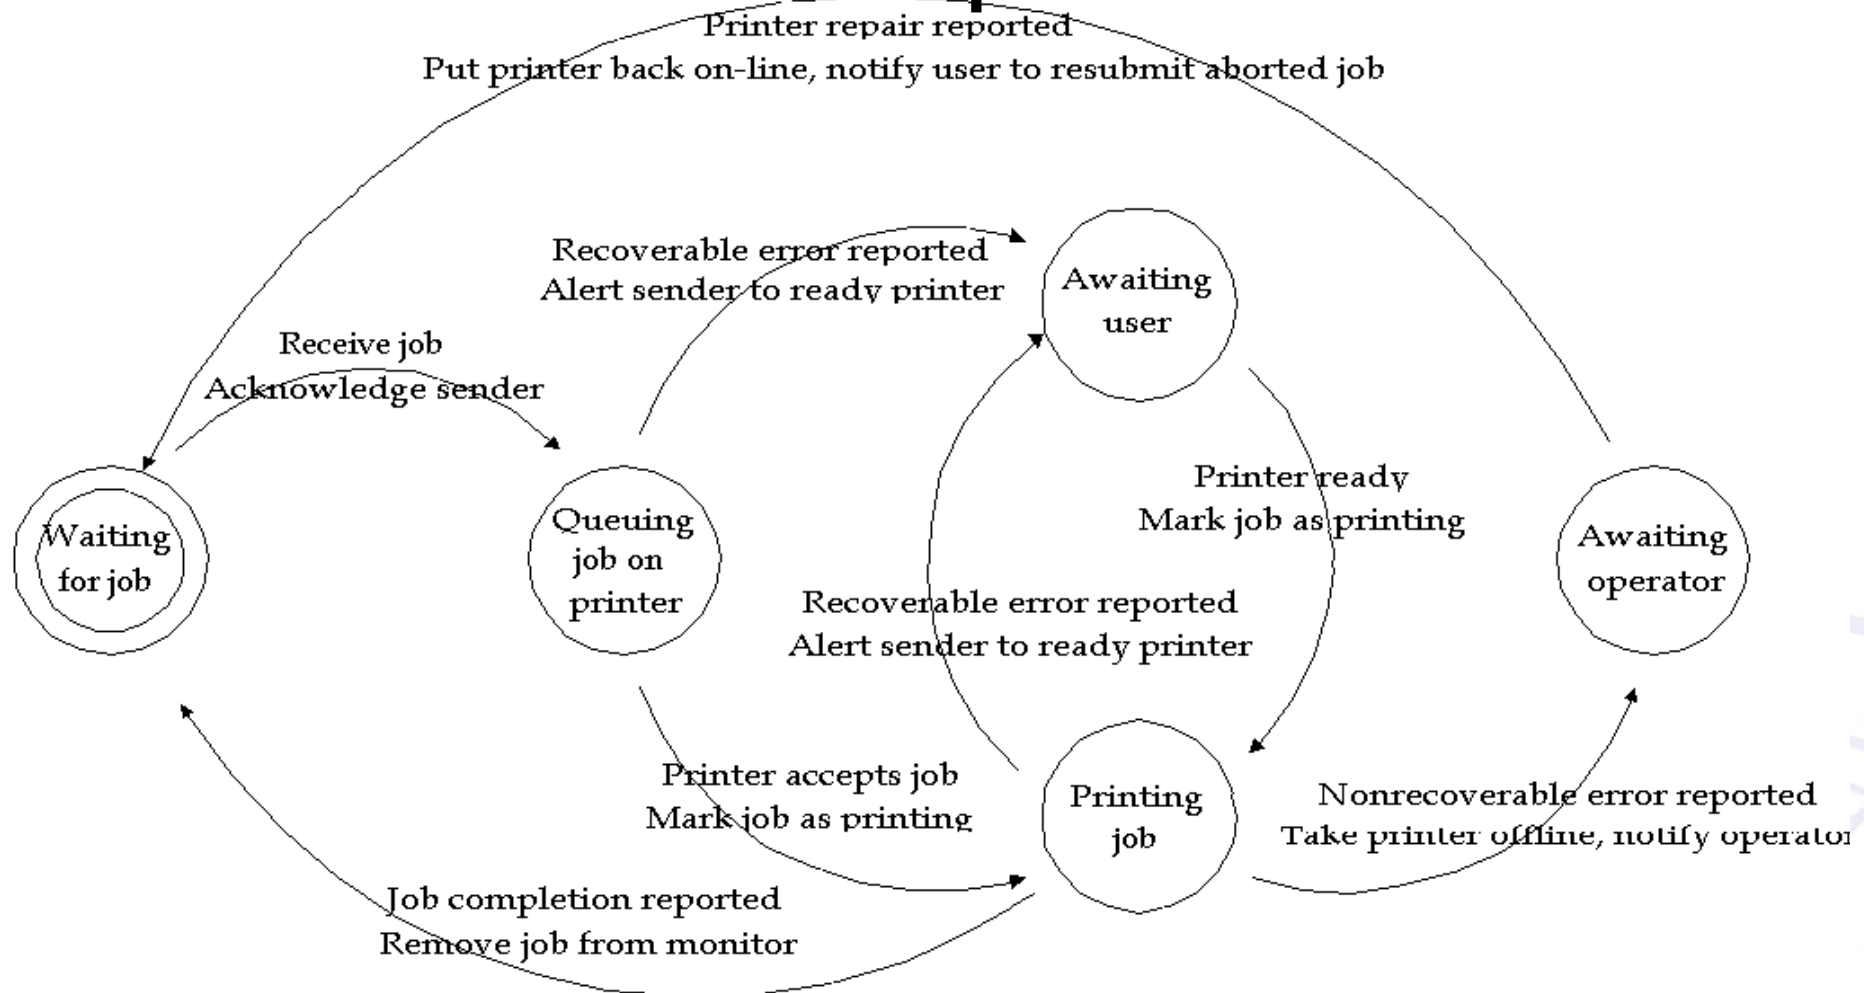 Printer repair reported
Put printer back on-line, notify user to resubmit aborted job
Recoverable error reported
Alert sender to ready printer
Awaiting
user
Receive job
Acknowledge sender
Waiting
for job
Queuing
job on
printer
Printer ready
Mark job as printing
Awaiting
operator
Recoverable error reported
Alert sender to ready printer
Printer accepts job
Mark job as printing
Printing
job
Nonrecoverable error reported
Take printer offline, notify operator
Job completion reported
Remove job from monitor